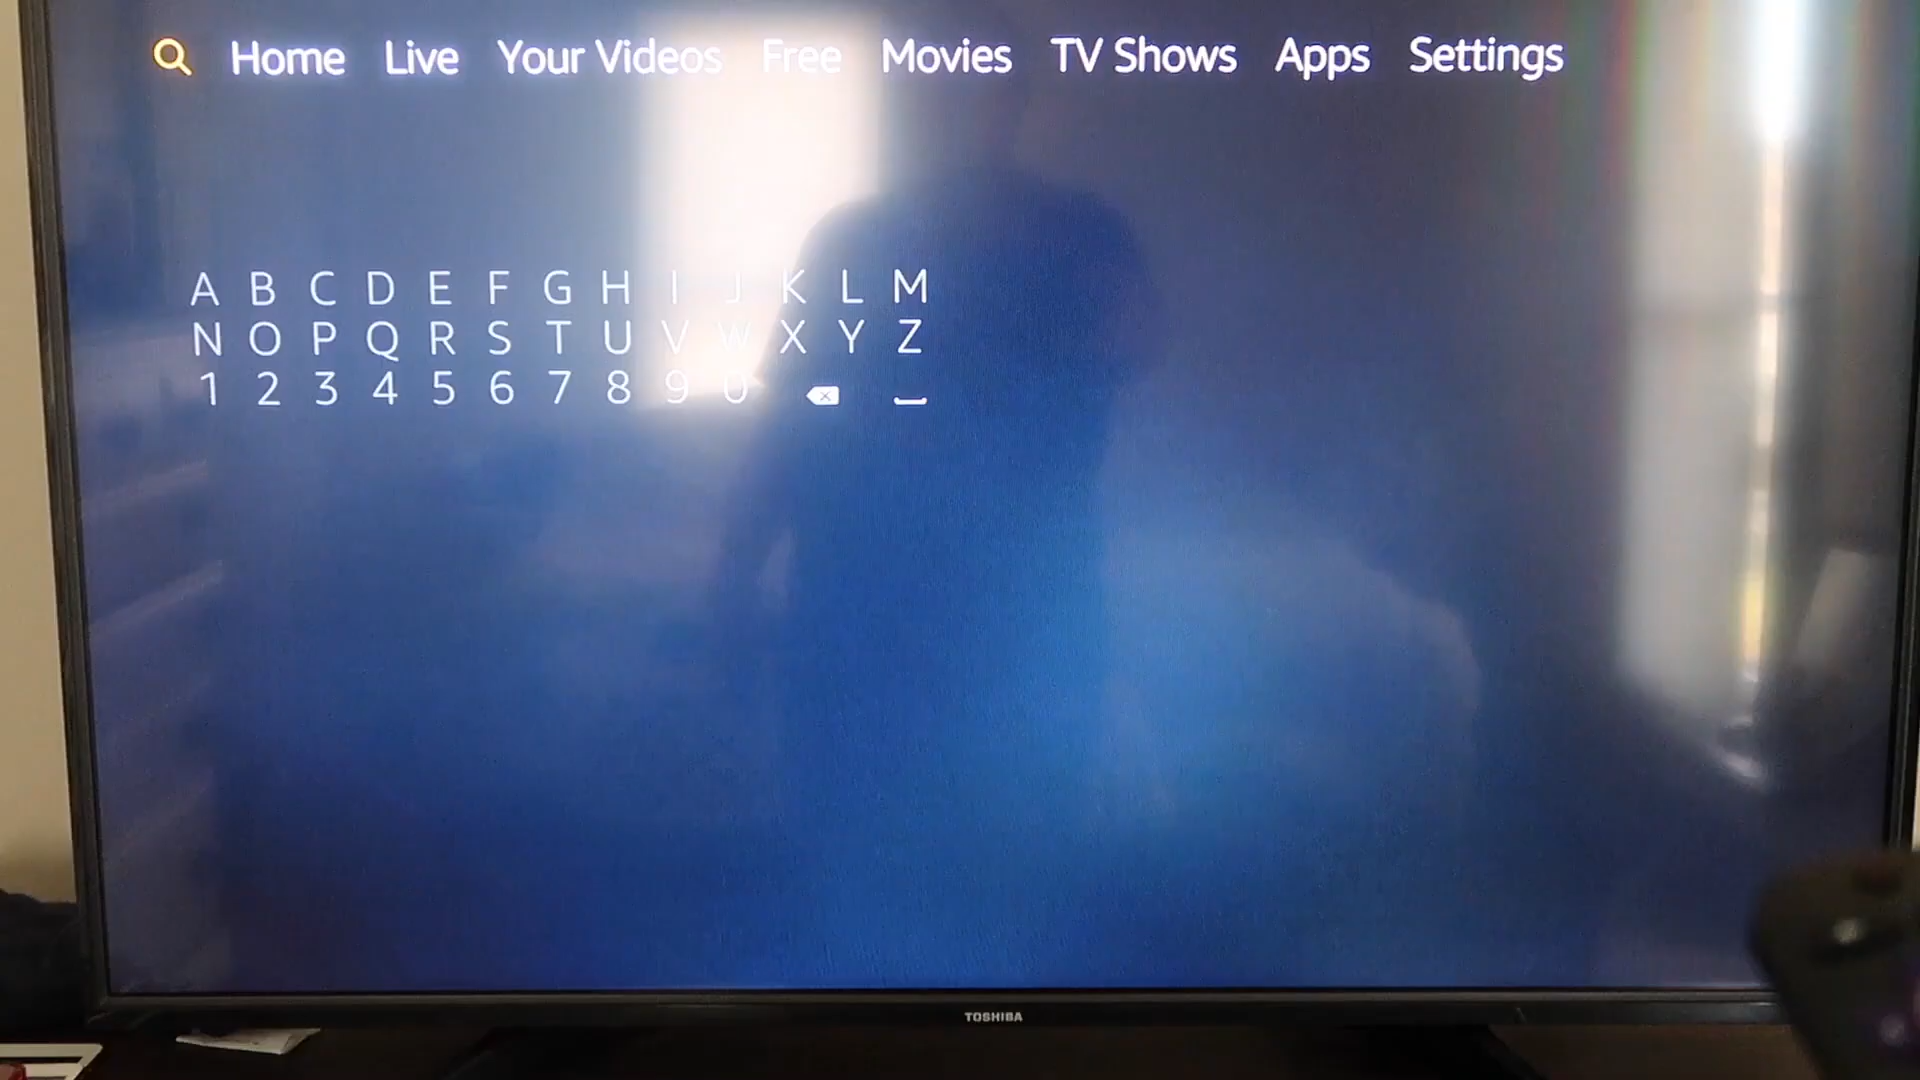 Home Live Your Videos Free Movies TV Shows Apps Settings
A B C D E F G H I J K L M
N O P Q R S T U V W X Y Z
1 2 3 4 5 6 7 8 9 0
TOSHIBA